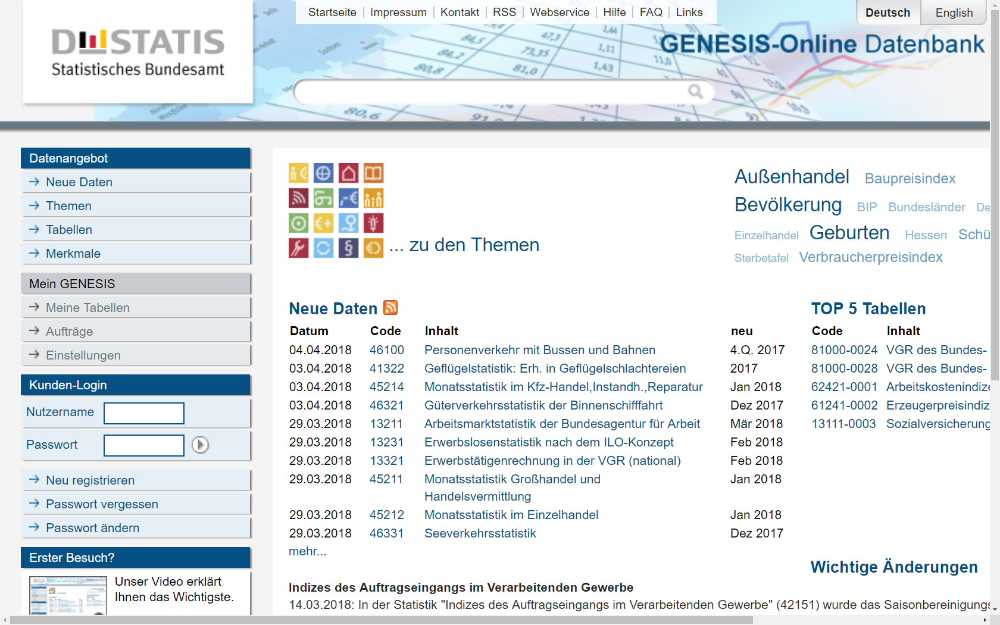 Startseite | Impressum | Kontakt | RSS | Webservice | Hilfe | FAQ | Links
Deutsch English
DESTATIS
Statistisches Bundesamt
GENESIS-Online Datenbank
Datenangebot
Neue Daten
Themen
Tabellen
Merkmale
Mein GENESIS
Meine Tabellen
Aufträge
Einstellungen
Kunden-Login
Nutzername
Passwort
Neu registrieren
Passwort vergessen
Passwort ändern
Erster Besuch?
Unser Video erklärt
Ihnen das Wichtigste.
... zu den Themen
Außenhandel Baupreisindex
Bevölkerung BIP Bundesländer De
Einzelhandel Geburten Hessen Schü
Sterbetafel Verbraucherpreisindex
Neue Daten
Datum Code Inhalt neu
04.04.2018 46100 Personenverkehr mit Bussen und Bahnen 4.Q. 2017
03.04.2018 41322 Geflügelstatistik: Erh. in Geflügelschlachtereien 2017
03.04.2018 45214 Monatsstatistik im Kfz-Handel,Instandh.,Reparatur Jan 2018
03.04.2018 46321 Güterverkehrsstatistik der Binnenschifffahrt Dez 2017
29.03.2018 13211 Arbeitsmarktstatistik der Bundesagentur für Arbeit Mär 2018
29.03.2018 13231 Erwerbslosenstatistik nach dem ILO-Konzept Feb 2018
29.03.2018 13321 Erwerbstätigenrechnung in der VGR (national) Feb 2018
29.03.2018 45211 Monatsstatistik Großhandel und Jan 2018
Handelsvermittlung
29.03.2018 45212 Monatsstatistik im Einzelhandel Jan 2018
29.03.2018 46331 Seeverkehrsstatistik Dez 2017
mehr...
TOP 5 Tabellen
Code Inhalt
81000-0024 VGR des Bundes-
81000-0028 VGR des Bundes-
62421-0001 Arbeitskostenindize
61241-0002 Erzeugerpreisindiz
13111-0003 Sozialversicherung
Wichtige Änderungen
Indizes des Auftragseingangs im Verarbeitenden Gewerbe
14.03.2018: In der Statistik "Indizes des Auftragseingangs im Verarbeitenden Gewerbe" (42151) wurde das Saisonbereinigungs